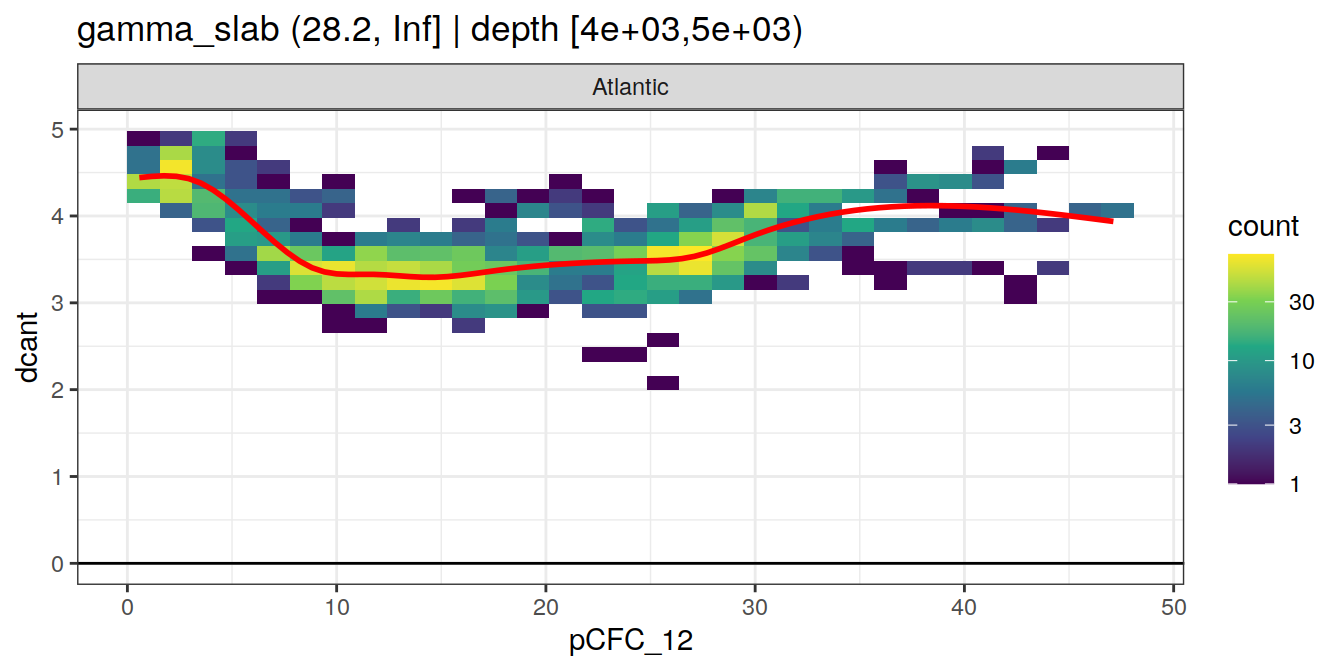 gamma_slab (28.2, Inf] | depth [4e+03,5e+03)
Atlantic
5
4
3
2
1
0
dcant
0 10 20 30 40 50
pCFC_12
count
30
10
3
1